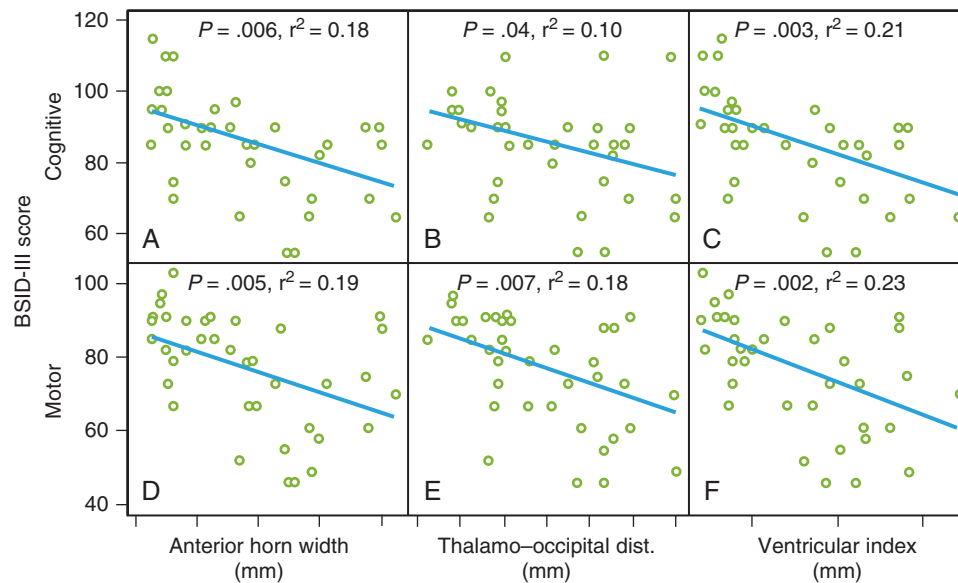 120
100
80
60
Cognitive
P = .006, r² = 0.18
A
P = .04, r² = 0.10
B
P = .003, r² = 0.21
C
BSID-III score
100
80
60
40
Motor
P = .005, r² = 0.19
D
P = .007, r² = 0.18
E
P = .002, r² = 0.23
F
Anterior horn width
(mm)
Thalamo–occipital dist.
(mm)
Ventricular index
(mm)